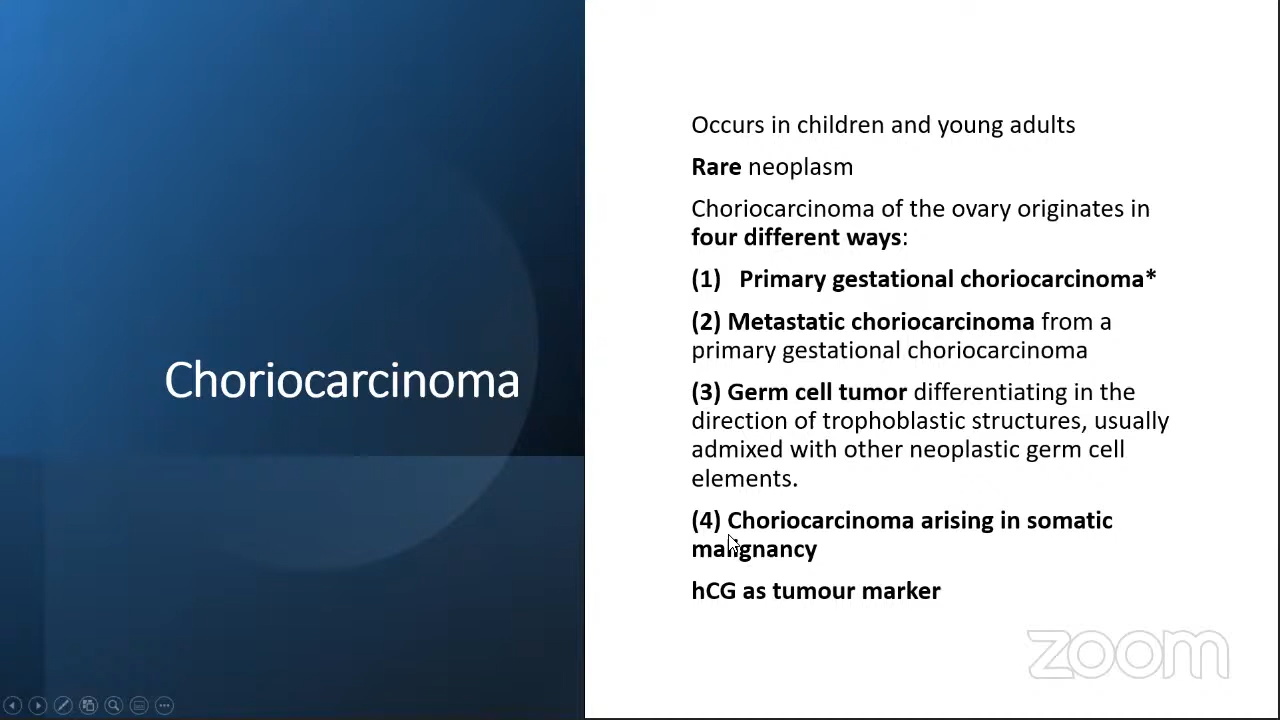 Choriocarcinoma
Occurs in children and young adults
Rare neoplasm
Choriocarcinoma of the ovary originates in
four different ways:
(1) Primary gestational choriocarcinoma*
(2) Metastatic choriocarcinoma from a
primary gestational choriocarcinoma
(3) Germ cell tumor differentiating in the
direction of trophoblastic structures, usually
admixed with other neoplastic germ cell
elements.
(4) Choriocarcinoma arising in somatic
malignancy
hCG as tumour marker
zoom